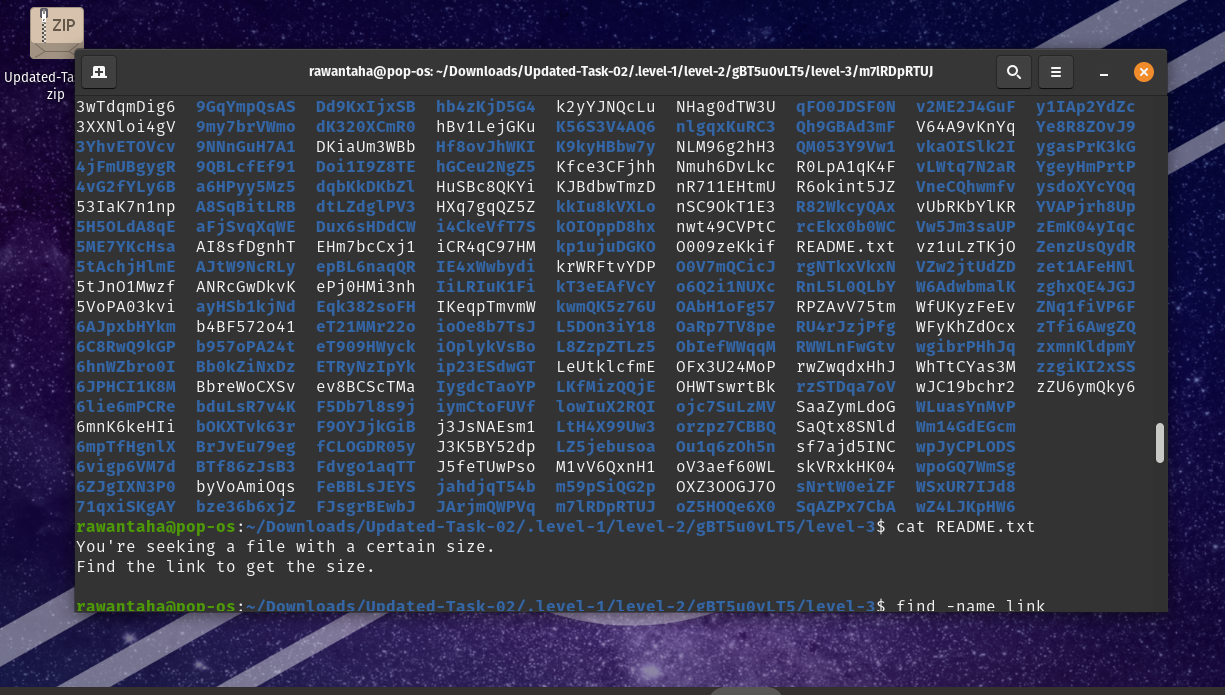 ZIP
Updated-Ta
zip
rawantaha@pop-os: ~/Downloads/Updated-Task-02/.level-1/level-2/gBT5u0vLT5/level-3/m7lRDpRTUJ
3wTdqmDig6 9GqYmpQsAS Dd9KxIjxSB hb4zKjD5G4 k2yYJNQcLu NHag0dTW3U qFO0JDSF0N v2ME2J4GuF y1IAp2YdZc
3XXNloi4gV 9my7brVWmo dK320XCmR0 hBv1LejGKu K56S3V4AQ6 nlgqxKuRC3 Qh9GBAd3mF V64A9vKnYq Ye8R8ZOvJ9
3YhvETOVcv 9NNnGuH7A1 DKiaUm3WBb Hf8ovJhWKI K9kyHBbw7y NLM96g2hH3 QM053Y9Vw1 vkaOISlk2I ygasPrK3kG
4jFmUBgygR 9QBLcfEf91 Doi1I9Z8TE hGCeu2NgZ5 Kfce3CFjhh Nmuh6DvLkc R0LpA1qK4F vLWtq7N2aR YgeyHmPrtP
4vG2fYLy6B a6HPyy5Mz5 dqbKkDKbZl HuSBc8QKYi KJBdbwTmzD nR711EHtmU R6okint5JZ VneCQhwmfv ysdoXYcYQq
53IaK7n1np A8SqBitLRB dtLZdglPV3 HXq7gqQZ5Z kkIu8kVXLo nSC9OkT1E3 R82WkcyQAx vUbRKbYlKR YVAPjrh8Up
5H5OLdA8qE aFjSvqXqWE Dux6sHDdCW i4CkeVfT7S kOIOppD8hx nwt49CVPtC rcEkx0b0WC Vw5Jm3saUP zEmK04yIqc
5ME7YKcHsa AI8sfDgnhT EHm7bcCxj1 iCR4qC97HM kp1ujuDGKO O009zeKkif README.txt vz1uLzTKjO ZenzUsQydR
5tAchjHlmE AJtW9NcRLy epBL6naqQR IE4xWwbydi krWRFtvYDP O0V7mQCicJ rgNTkxVkxN VZw2jtUdZD zet1AFeHNl
5tJnO1Mwzf ANRcGwDkvK ePj0HMi3nh IiLRIuK1Fi kT3eEAfVcY o6Q2i1NUXc RnL5L0QLbY W6AdwbmalK zghxQE4JGJ
5VoPA03kvi ayHSb1kjNd Eqk382soFH IKeqpTmvmW kwmQK5z76U OAbH1oFg57 RPZAvV75tm WfUKyzFeEv ZNq1fiVP6F
6AJpxbHYkm b4BF572o41 eT21MMr22o ioOe8b7TsJ L5DOn3iY18 OaRp7TV8pe RU4rJzjPfg WFyKhZdOcx zTfi6AwgZQ
6C8RwQ9kGP b957oPA24t eT909HWyck iOplykVsBo L8ZzpZTLz5 ObIefWWqqM RWWLnFwGtv wgibrPHhJq zxmnKldpmY
6hnWZbro0I Bb0kZiNxDz ETRyNzIpYk ip23ESdwGT LeUtklcfmE OFx3U24MoP rwZwqdxHhJ WhTtCYas3M zzgiKI2xSS
6JPHCI1K8M BbreWoCXSv ev8BCScTMa IygdcTaoYP LKfMizQQjE OHWTswrtBk rzSTDqa7oV wJC19bchr2 zZU6ymQky6
6lie6mPCRe bduLsR7v4K F5Db7l8s9j iymCtoFUVf lowIuX2RQI ojc7SuLzMV SaaZymLdoG WLuasYnMvP
6mnK6keHIi bOKXTvk63r F9OYJjkGiB j3JsNAEsm1 LtH4X99Uw3 orzpz7CBBQ SaQtx8SNld Wm14GdEGcm
6mpTfHgnlX BrJvEu79eg fCLOGDR05y J3K5BY52dp LZ5jebusoa Ou1q6zOh5n sf7ajd5INC wpJyCPLODS
6vigp6VM7d BTf86zJsB3 Fdvgo1aqTT J5feTUwPso M1vV6QxnH1 oV3aef60WL skVRxkHK04 wpoGQ7WmSg
6ZJgIXN3P0 byVoAmiOqs FeBBLsJEYS jahdjqT54b m59pSiQG2p OXZ3OOGJ7O sNrtW0eiZF WSxUR7IJd8
71qxiSKgAY bze36b6xjZ FJsgrBEwbJ JArjmQWPVq m7lRDpRTUJ oZ5HOQe6X0 SqAZPx7CbA wZ4LJKpHW6
rawantaha@pop-os:~/Downloads/Updated-Task-02/.level-1/level-2/gBT5u0vLT5/level-3$ cat README.txt
You're seeking a file with a certain size.
Find the link to get the size.
rawantaha@pop-os:~/Downloads/Updated-Task-02/.level-1/level-2/gBT5u0vLT5/level-3$ find -name link